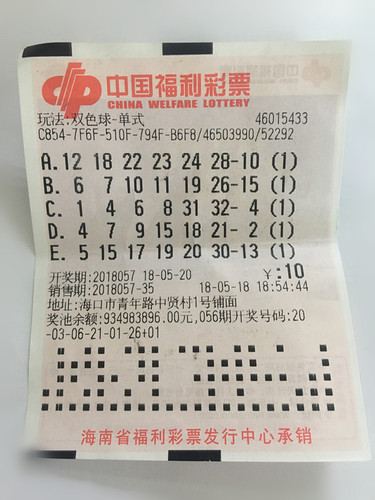 中国福利彩票
CHINA WELFARE LOTTERY
玩法:双色球-单式 46015433
C854-7F6F-510F-794F-B6F8/46503990/52292
A.12 18 22 23 24 28-10 (1)
B. 6 7 10 11 19 26-15 (1)
C. 1 4 6 8 31 32- 4 (1)
D. 4 7 9 15 18 21- 2 (1)
E. 5 15 17 19 20 30-13 (1)
开奖期:2018057 18-05-20 ¥:10
销售期:2018057-35 18-05-18 18:54:44
地址:海口市青年路中贤村1号铺面
奖池余额:934983896.00元,056期开奖号码:20
-03-06-21-01-26+01
海南省福利彩票发行中心承销